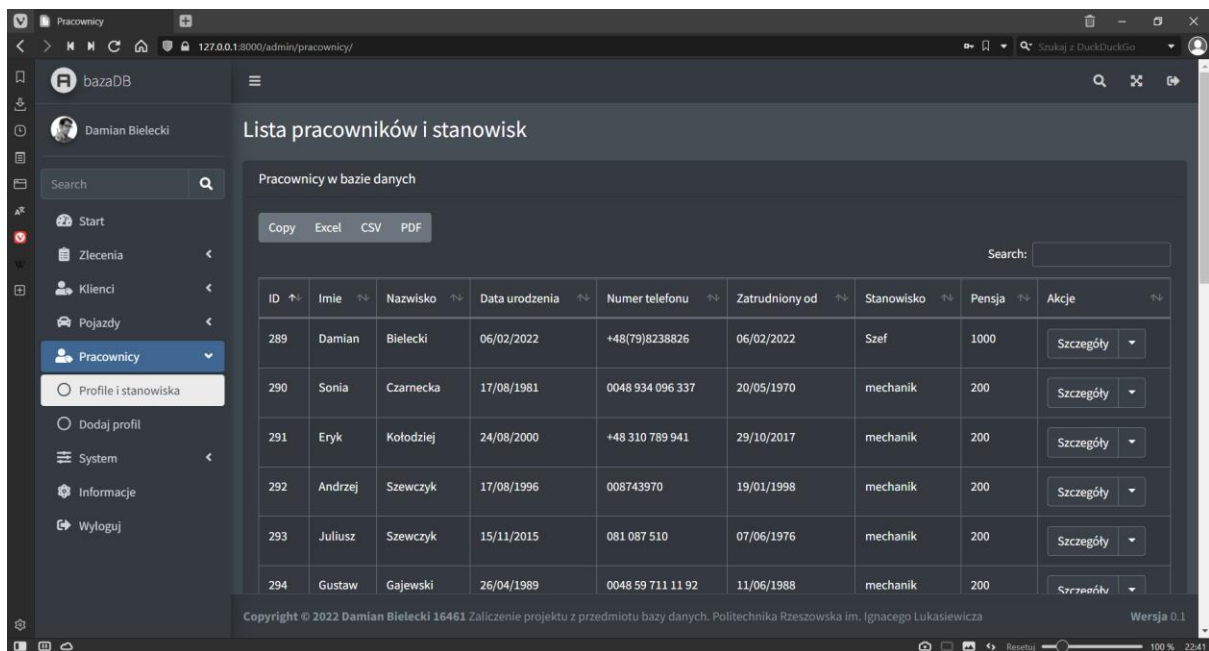 Pracownicy
127.0.0.1:8000/admin/pracownicy/
Szukaj z DuckDuckGo
bazaDB
Damian Bielecki
Search
Start
Zlecenia
Klienci
Pojazdy
Pracownicy
Profile i stanowiska
Dodaj profil
System
Informacje
Wyloguj
Lista pracowników i stanowisk
Pracownicy w bazie danych
Copy Excel CSV PDF
Search:
ID Imie Nazwisko Data urodzenia Numer telefonu Zatrudniony od Stanowisko Pensja Akcje
289 Damian Bielecki 06/02/2022 +48(79)8238826 06/02/2022 Szef 1000 Szczegóły
290 Sonia Czarnecka 17/08/1981 0048 934 096 337 20/05/1970 mechanik 200 Szczegóły
291 Eryk Kołodziej 24/08/2000 +48 310 789 941 29/10/2017 mechanik 200 Szczegóły
292 Andrzej Szewczyk 17/08/1996 008743970 19/01/1998 mechanik 200 Szczegóły
293 Juliusz Szewczyk 15/11/2015 081 087 510 07/06/1976 mechanik 200 Szczegóły
294 Gustaw Gajewski 26/04/1989 0048 59 711 11 92 11/06/1988 mechanik 200 Szczegóły
Copyright © 2022 Damian Bielecki 16461 Zaliczenie projektu z przedmiotu bazy danych. Politechnika Rzeszowska im. Ignacego Lukasiewicza
Wersja 0.1
Resetuj 100 % 22:41